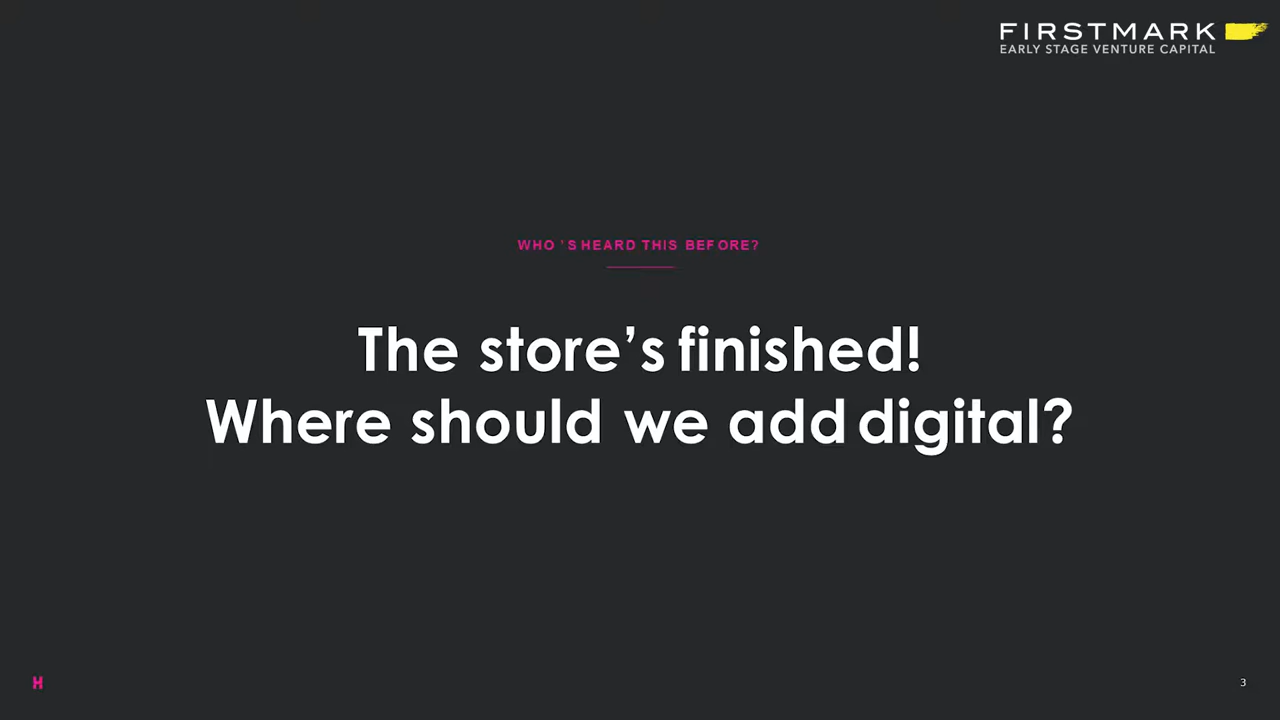 FIRSTMARK
EARLY STAGE VENTURE CAPITAL
WHO'S HEARD THIS BEFORE?
The store’s finished!
Where should we add digital?
H
3